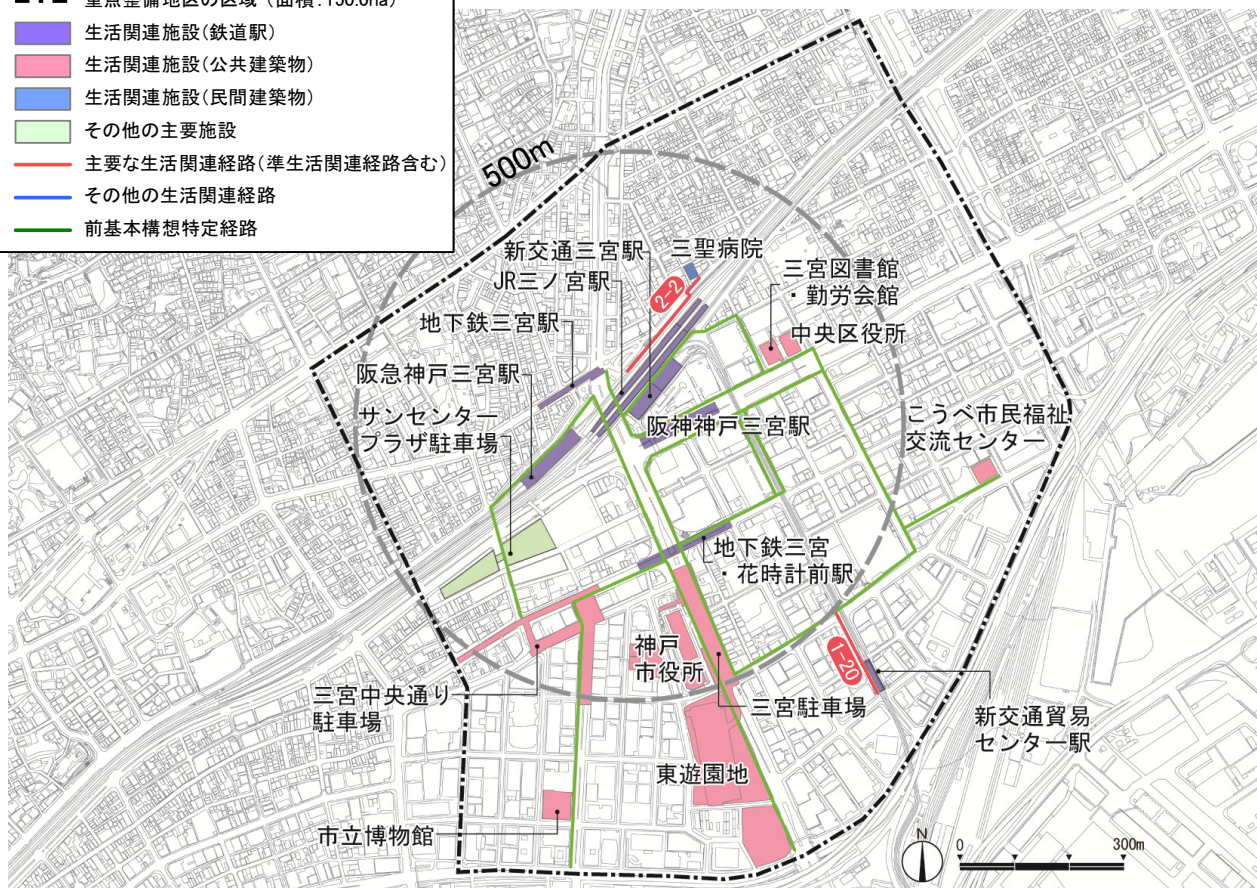 重点整備地区の区域（面積：150.0ha）
生活関連施設（鉄道駅）
生活関連施設（公共建築物）
生活関連施設（民間建築物）
その他の主要施設
主要な生活関連経路（準生活関連経路含む）
その他の生活関連経路
前基本構想特定経路
500m
新交通三宮駅
三聖病院
JR三ノ宮駅
2-2
三宮図書館
・勤労会館
地下鉄三宮駅
中央区役所
阪急神戸三宮駅
サンセンター
プラザ駐車場
阪神神戸三宮駅
こうべ市民福祉
交流センター
地下鉄三宮
・花時計前駅
神戸
市役所
1-20
三宮中央通り
駐車場
三宮駐車場
新交通貿易
センター駅
東遊園地
市立博物館
N
0
300m